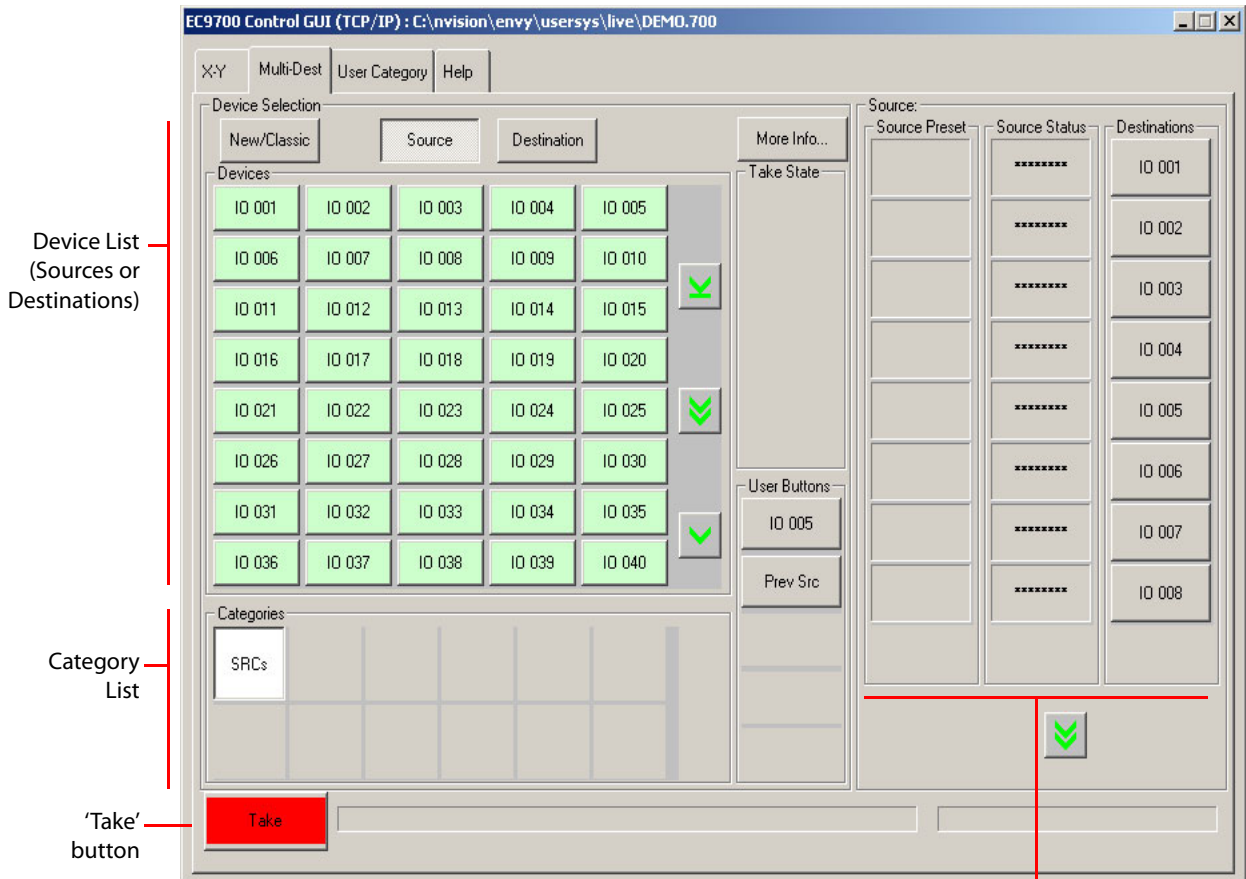 EC9700 Control GUI (TCP/IP) : C:\nvision\envy\usersys\live\DEMO.700
X-Y Multi-Dest User Category Help
Device Selection
New/Classic Source Destination More Info...
Devices
IO 001 IO 002 IO 003 IO 004 IO 005
IO 006 IO 007 IO 008 IO 009 IO 010
IO 011 IO 012 IO 013 IO 014 IO 015
IO 016 IO 017 IO 018 IO 019 IO 020
IO 021 IO 022 IO 023 IO 024 IO 025
IO 026 IO 027 IO 028 IO 029 IO 030
IO 031 IO 032 IO 033 IO 034 IO 035
IO 036 IO 037 IO 038 IO 039 IO 040
Take State
User Buttons
IO 005
Prev Src
Categories
SRCs
Take
Source:
Source Preset Source Status Destinations
******** IO 001
******** IO 002
******** IO 003
******** IO 004
******** IO 005
******** IO 006
******** IO 007
******** IO 008
Device List
(Sources or
Destinations)
Category
List
‘Take’
button